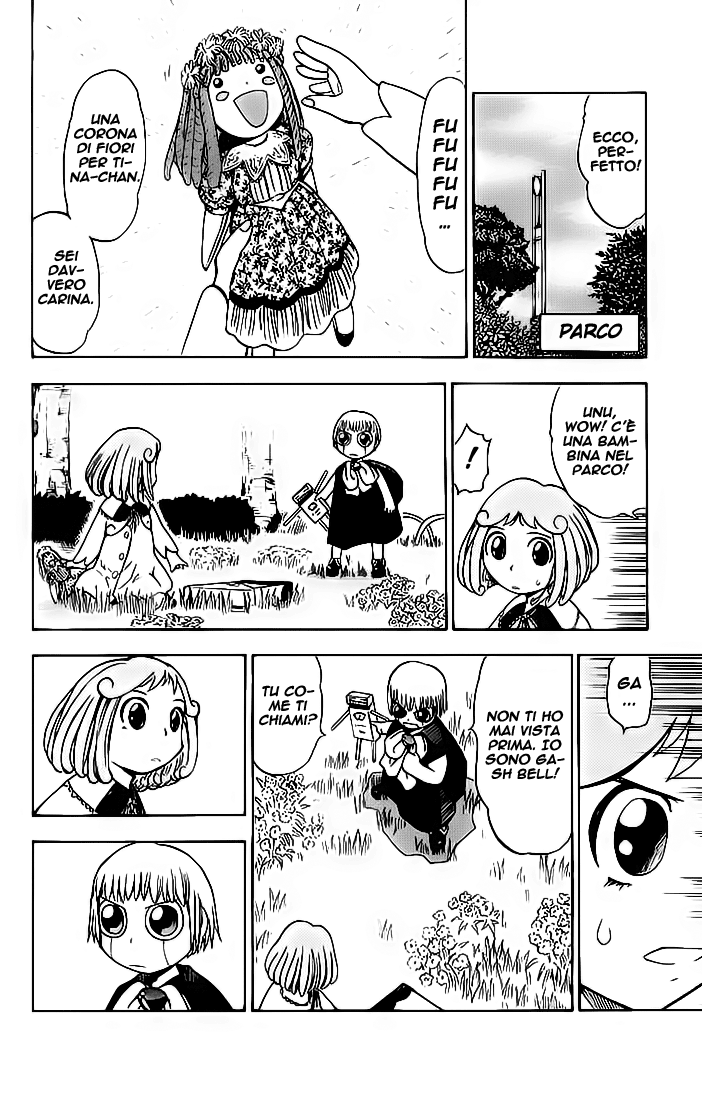 ECCO,
PER-
FETTO!
PARCO
FU
FU
FU
FU
FU
...
UNA
CORONA
DI FIORI
PER TI-
NA-CHAN.
SEI
DAV-
VERO
CARINA.
UNU,
WOW! C'È
UNA BAM-
BINA NEL
PARCO!
!
GA
...
NON TI HO
MAI VISTA
PRIMA. IO
SONO GA-
SH BELL!
TU CO-
ME TI
CHIAMI?